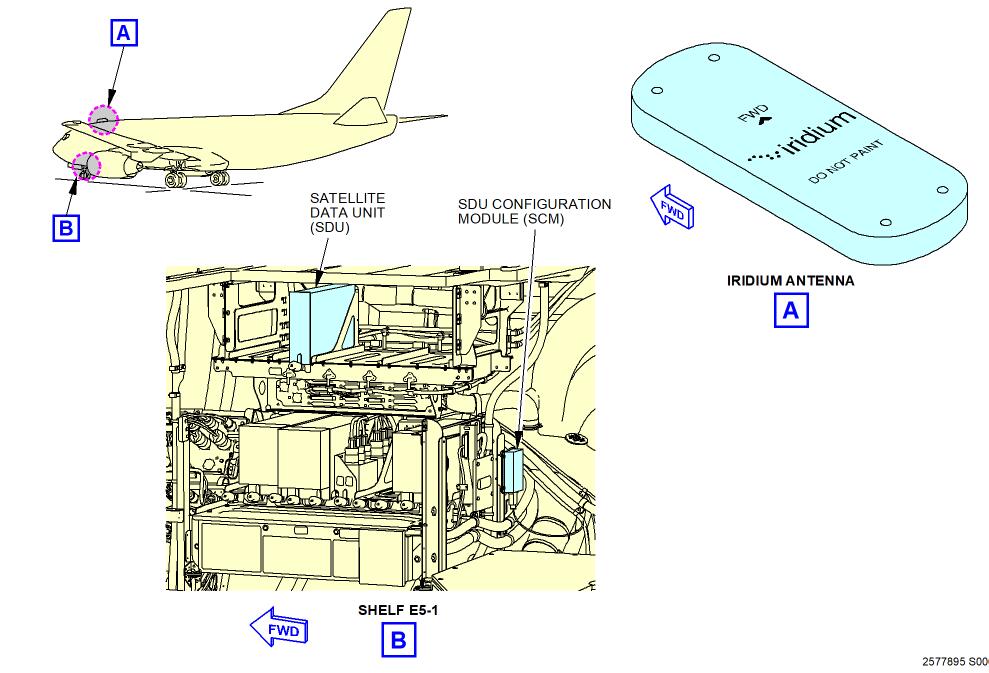 A
B
SATELLITE
DATA UNIT
(SDU)
SDU CONFIGURATION
MODULE (SCM)
FWD
iridium
DO NOT PAINT
FWD
IRIDIUM ANTENNA
A
FWD
SHELF E5-1
B
2577895 S00